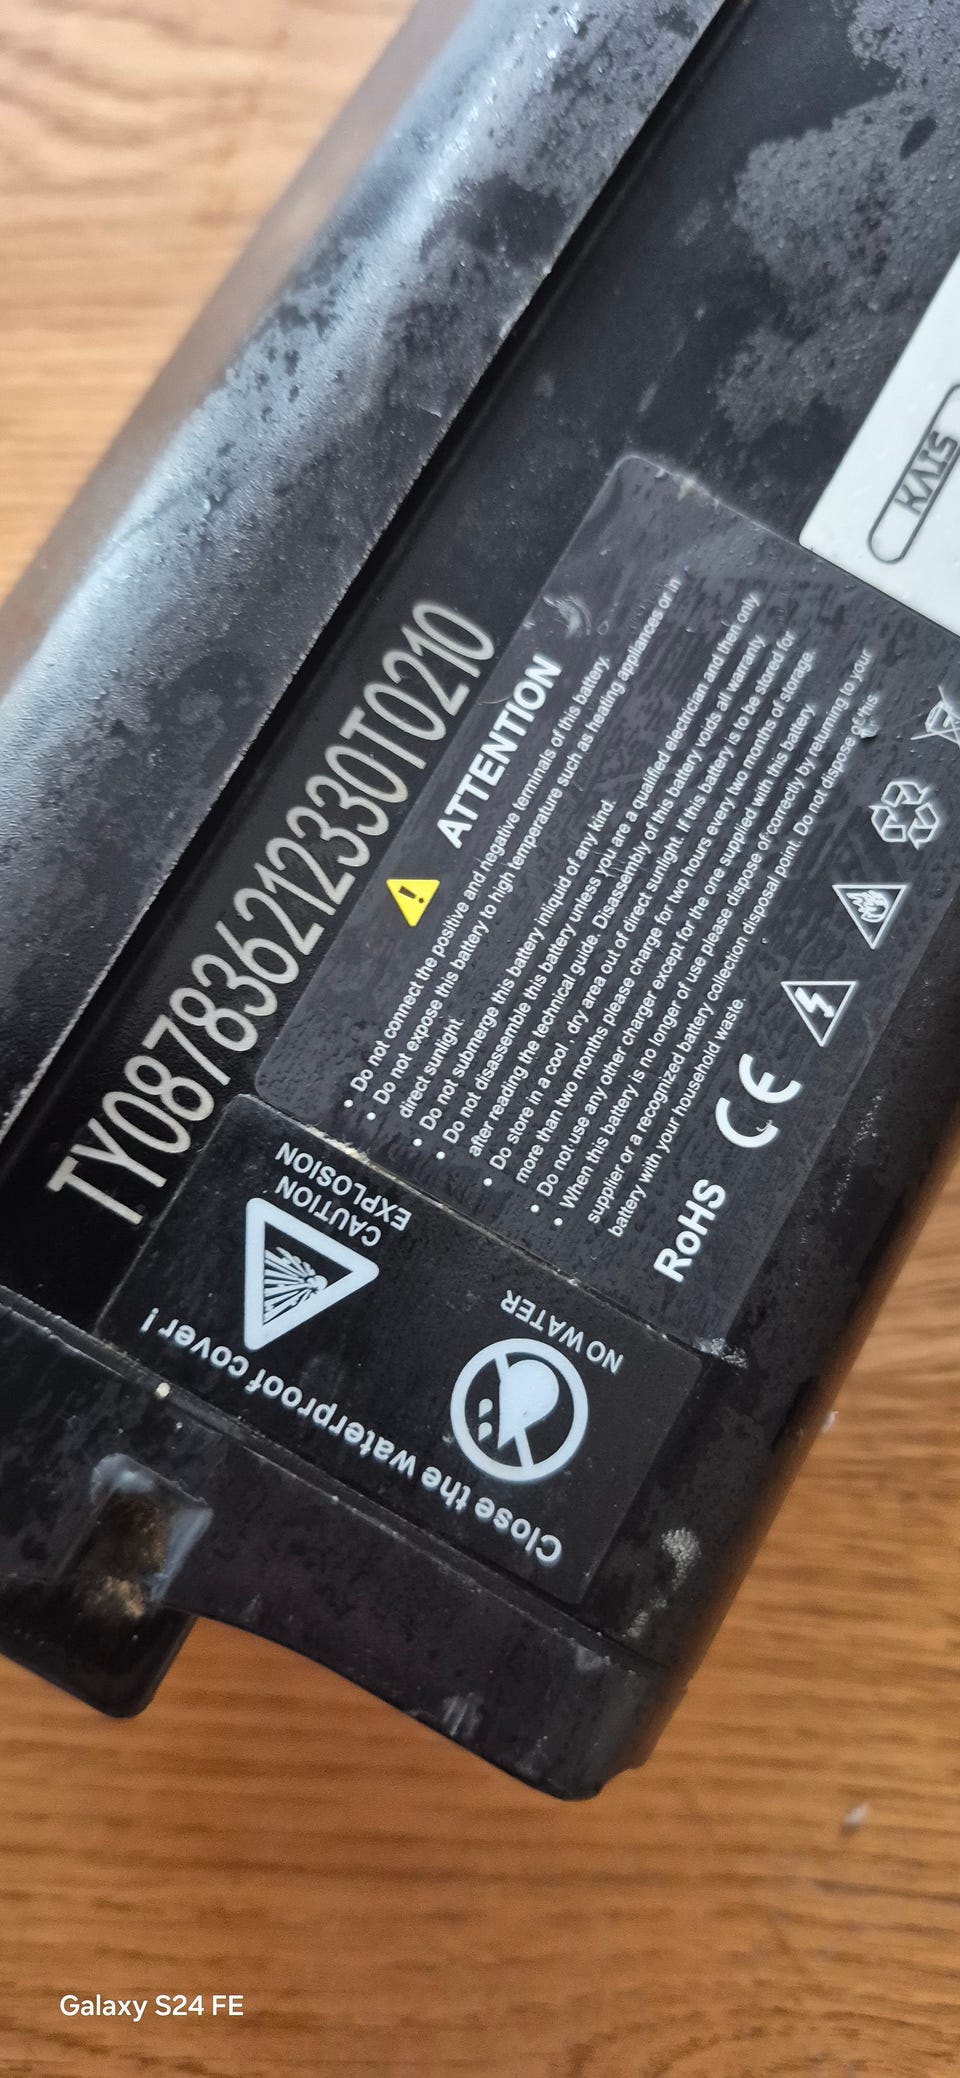 TY087836212330T0210
ATTENTION
• Do not connect the positive and negative terminals of this battery.
• Do not expose this battery to high temperature such as heating appliances or in
direct sunlight.
• Do not submerge this battery in liquid of any kind.
• Do not disassemble this battery unless you are a qualified electrician and then only
after reading the technical guide. Disassembly of this battery voids all warranty
• Do store in a cool , dry area out of direct sunlight. If this battery is to be stored for
more than two months please charge for two hours every two months of storage.
• Do not use any other charger except for the one supplied with this battery
• When this battery is no longer of use please dispose of correctly by returning to your
supplier or a recognized battery collection disposal point. Do not dispose of this
battery with your household waste.
RoHS CE
KATS
Close the waterproof cover !
NO WATER
CAUTION
EXPLOSION
Galaxy S24 FE